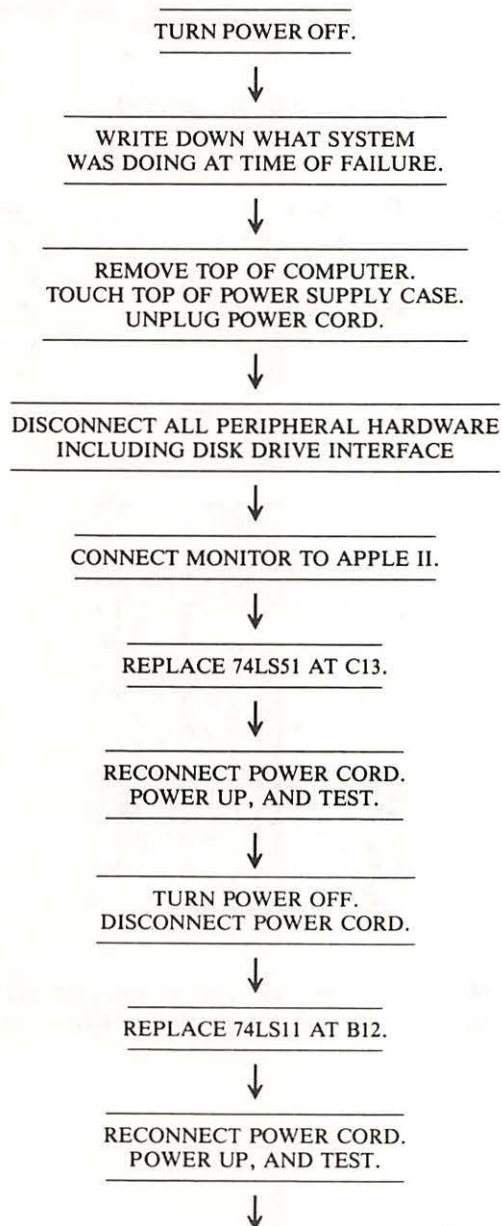 TURN POWER OFF.
WRITE DOWN WHAT SYSTEM
WAS DOING AT TIME OF FAILURE.
REMOVE TOP OF COMPUTER.
TOUCH TOP OF POWER SUPPLY CASE.
UNPLUG POWER CORD.
DISCONNECT ALL PERIPHERAL HARDWARE
INCLUDING DISK DRIVE INTERFACE
CONNECT MONITOR TO APPLE II.
REPLACE 74LS51 AT C13.
RECONNECT POWER CORD.
POWER UP, AND TEST.
TURN POWER OFF.
DISCONNECT POWER CORD.
REPLACE 74LS11 AT B12.
RECONNECT POWER CORD.
POWER UP, AND TEST.